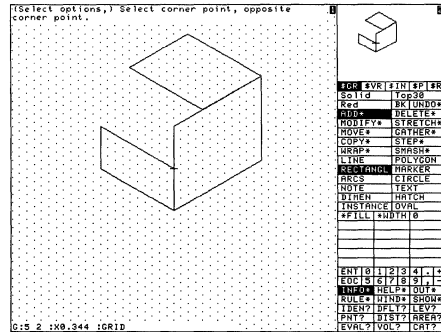 (Select options,) Select corner point, opposite
corner point.
$GR $VR $IN $P $R
Solid Top30
Red BK UNDO*
ADD* DELETE*
MODIFY* STRETCH*
MOVE* GATHER*
COPY* STEP*
WRAP* SMASH*
LINE POLYGON
RECTANGL MARKER
ARCS CIRCLE
NOTE TEXT
DIMEN HATCH
INSTANCE OVAL
*FILL *WDTH 0
ENT 0 1 2 3 4 . +
EOC 5 6 7 8 9 , -
INFO* HELP* OUT*
RULE* WIND* SHOW*
IDEN? DFLT? LEV?
PNT? DIST? AREA?
EVAL? VOL? CAT?
G:5 2 :X0.344 :GRID